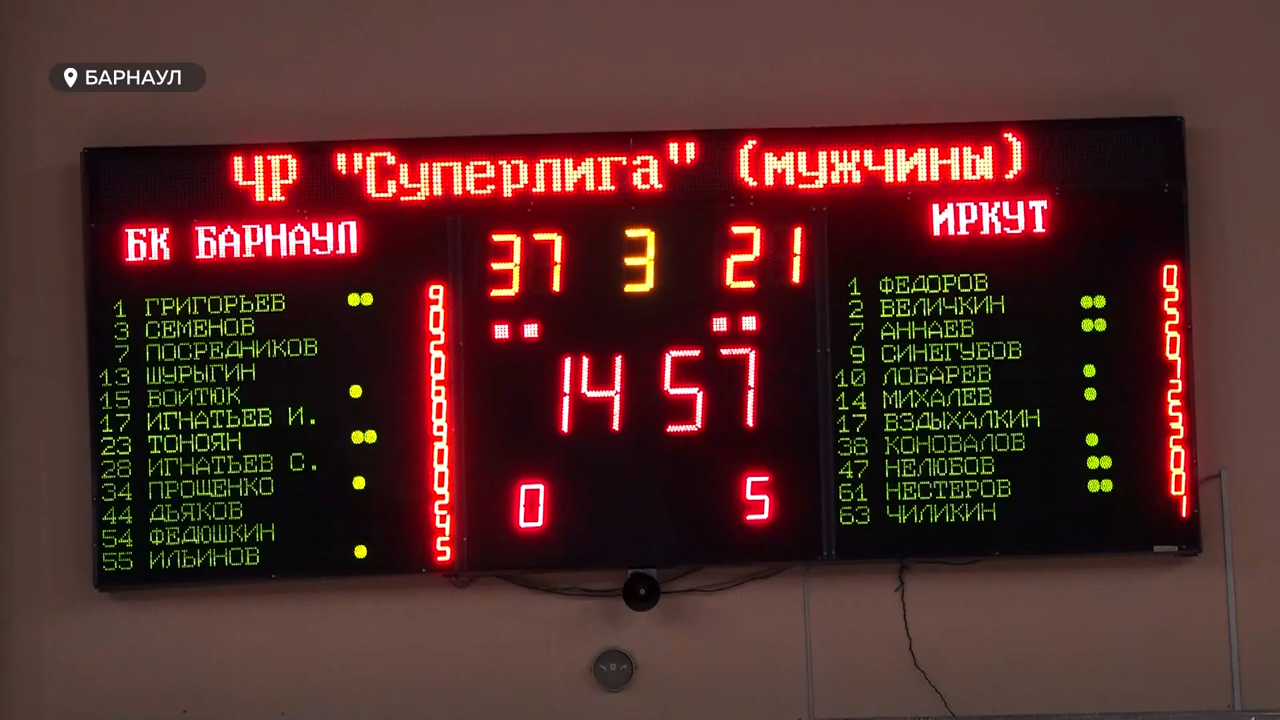 БАРНАУЛ
ЧР "Суперлига" (мужчины)
БК БАРНАУЛ
37 3 21
ИРКУТ
1 ГРИГОРЬЕВ
3 СЕМЕНОВ
7 ПОСРЕДНИКОВ
13 ШУРЫГИН
15 ВОЙТЮК
17 ИГНАТЬЕВ И.
23 ТОНОЯН
28 ИГНАТЬЕВ С.
34 ПРОЩЕНКО
44 ДЬЯКОВ
54 ФЕДЮШКИН
55 ИЛЬИНОВ
14 57
0 5
1 ФЕДОРОВ
2 ВЕЛИЧКИН
7 АННАЕВ
9 СИНЕГУБОВ
10 ЛОБАРЕВ
14 МИХАЛЕВ
17 ВЗДЫХАЛКИН
38 КОНОВАЛОВ
47 НЕЛЮБОВ
61 НЕСТЕРОВ
63 ЧИЛИКИН